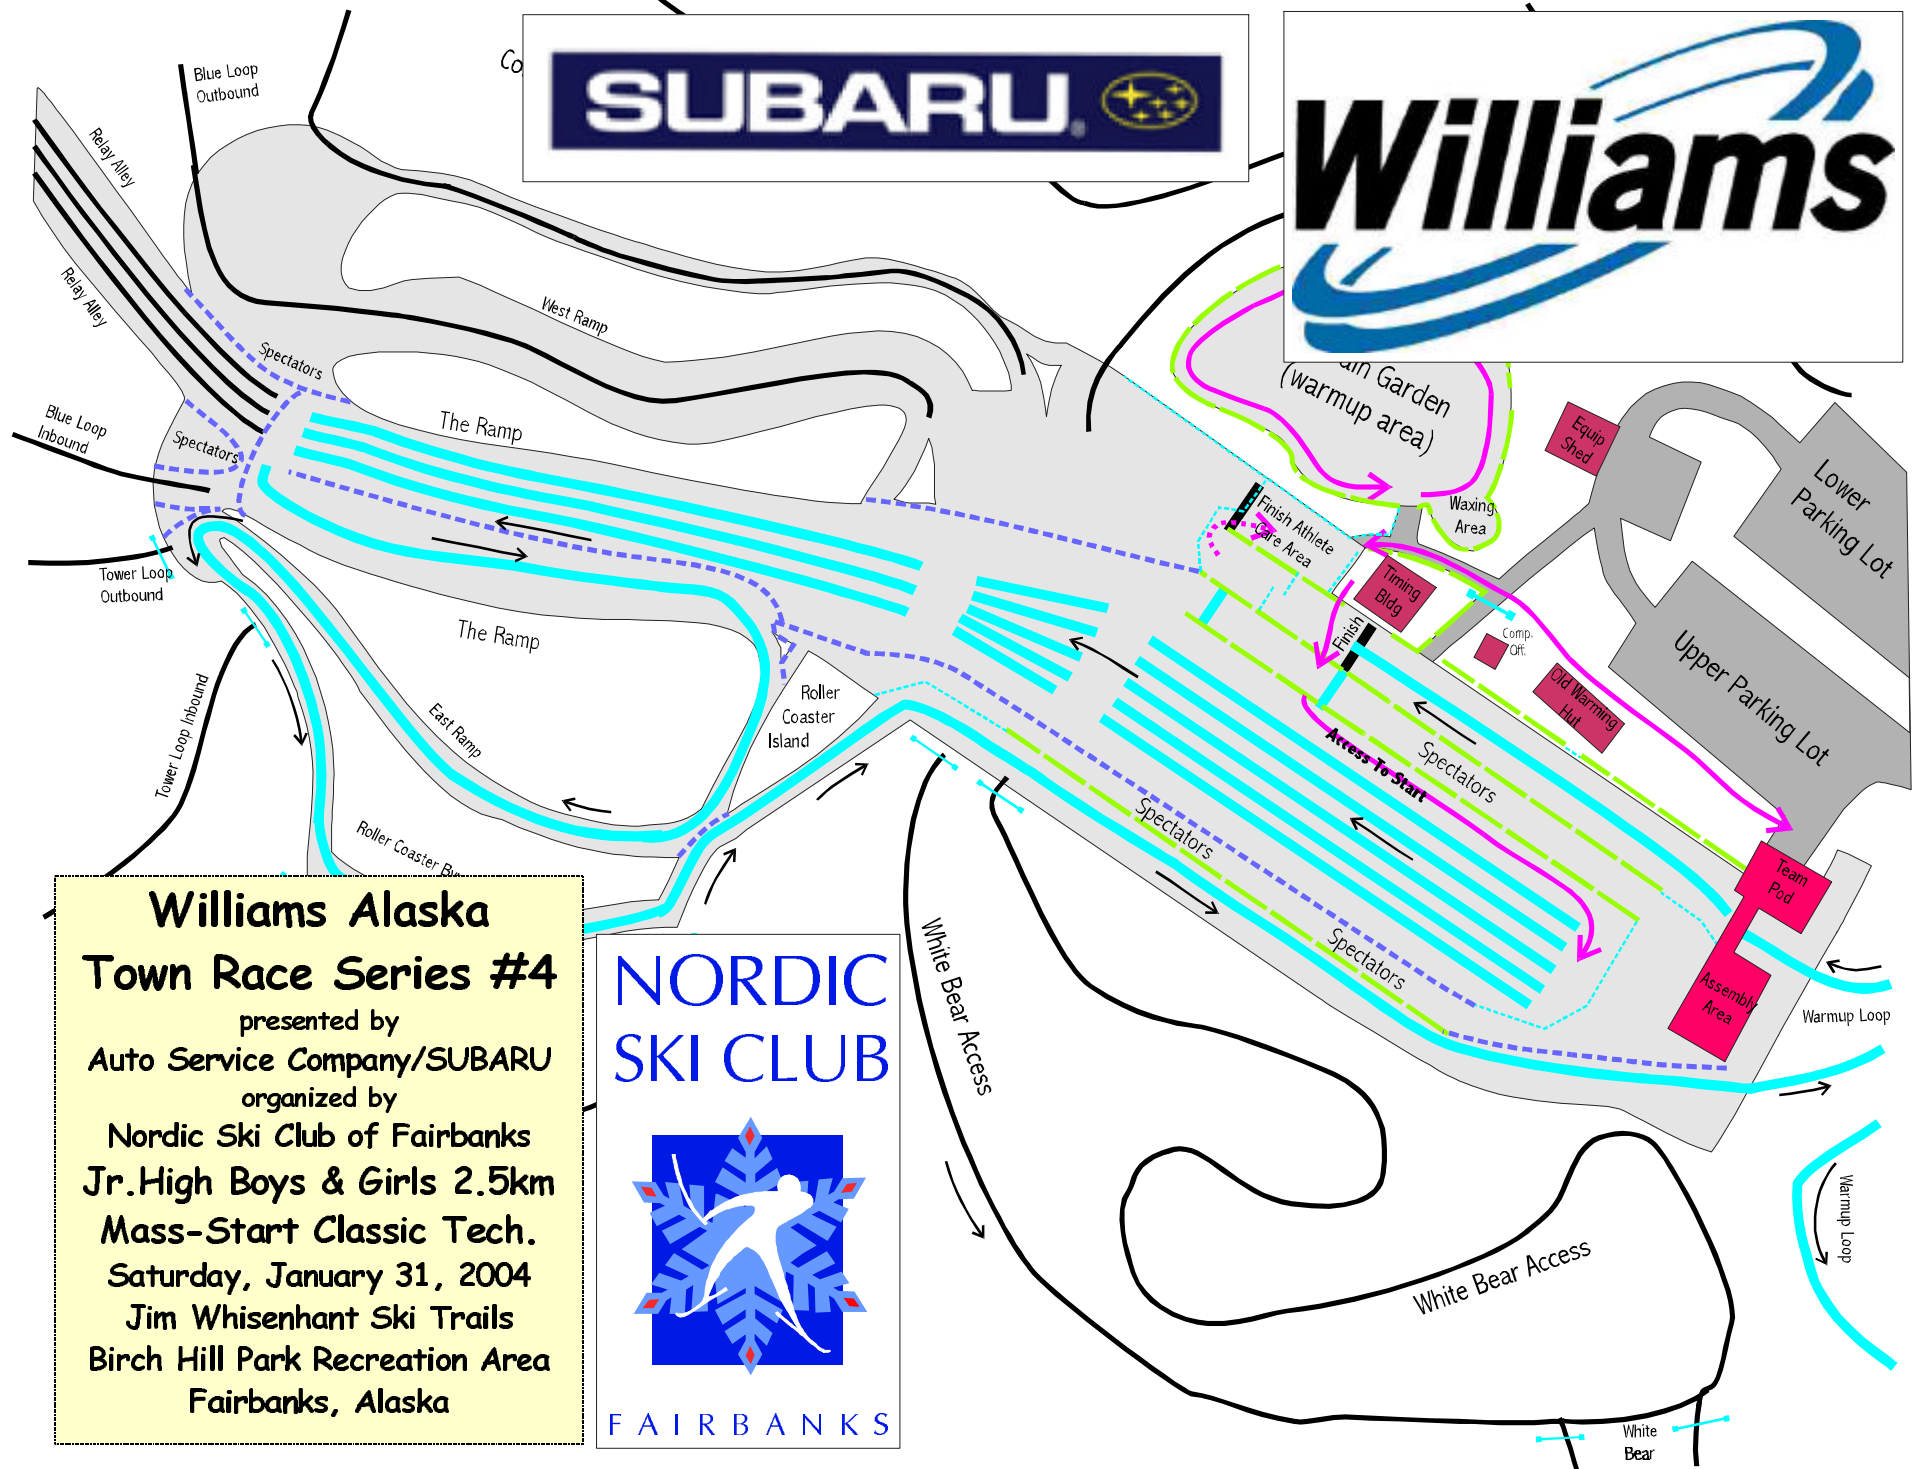 Blue Loop
Outbound
Co
SUBARU
Williams
Relay Alley
Relay Alley
West Ramp
Spectators
Blue Loop
Inbound
Spectators
The Ramp
ain Garden
(warmup area)
Equip
Shed
Lower
Parking Lot
Waxing
Area
Finish Athlete
Care Area
Timing
Bldg
Finish
Comp.
Off.
Old Warming
Hut
Upper Parking Lot
Tower Loop
Outbound
The Ramp
Roller
Coaster
Island
East Ramp
Tower Loop Inbound
Roller Coaster By
Access To Start
Spectators
Spectators
Spectators
Team
Pod
Assembly
Area
Warmup Loop
White Bear Access
Warmup Loop
White Bear Access
White
Bear
Williams Alaska
Town Race Series #4
presented by
Auto Service Company/SUBARU
organized by
Nordic Ski Club of Fairbanks
Jr.High Boys & Girls 2.5km
Mass-Start Classic Tech.
Saturday, January 31, 2004
Jim Whisenhant Ski Trails
Birch Hill Park Recreation Area
Fairbanks, Alaska
NORDIC
SKI CLUB
FAIRBANKS